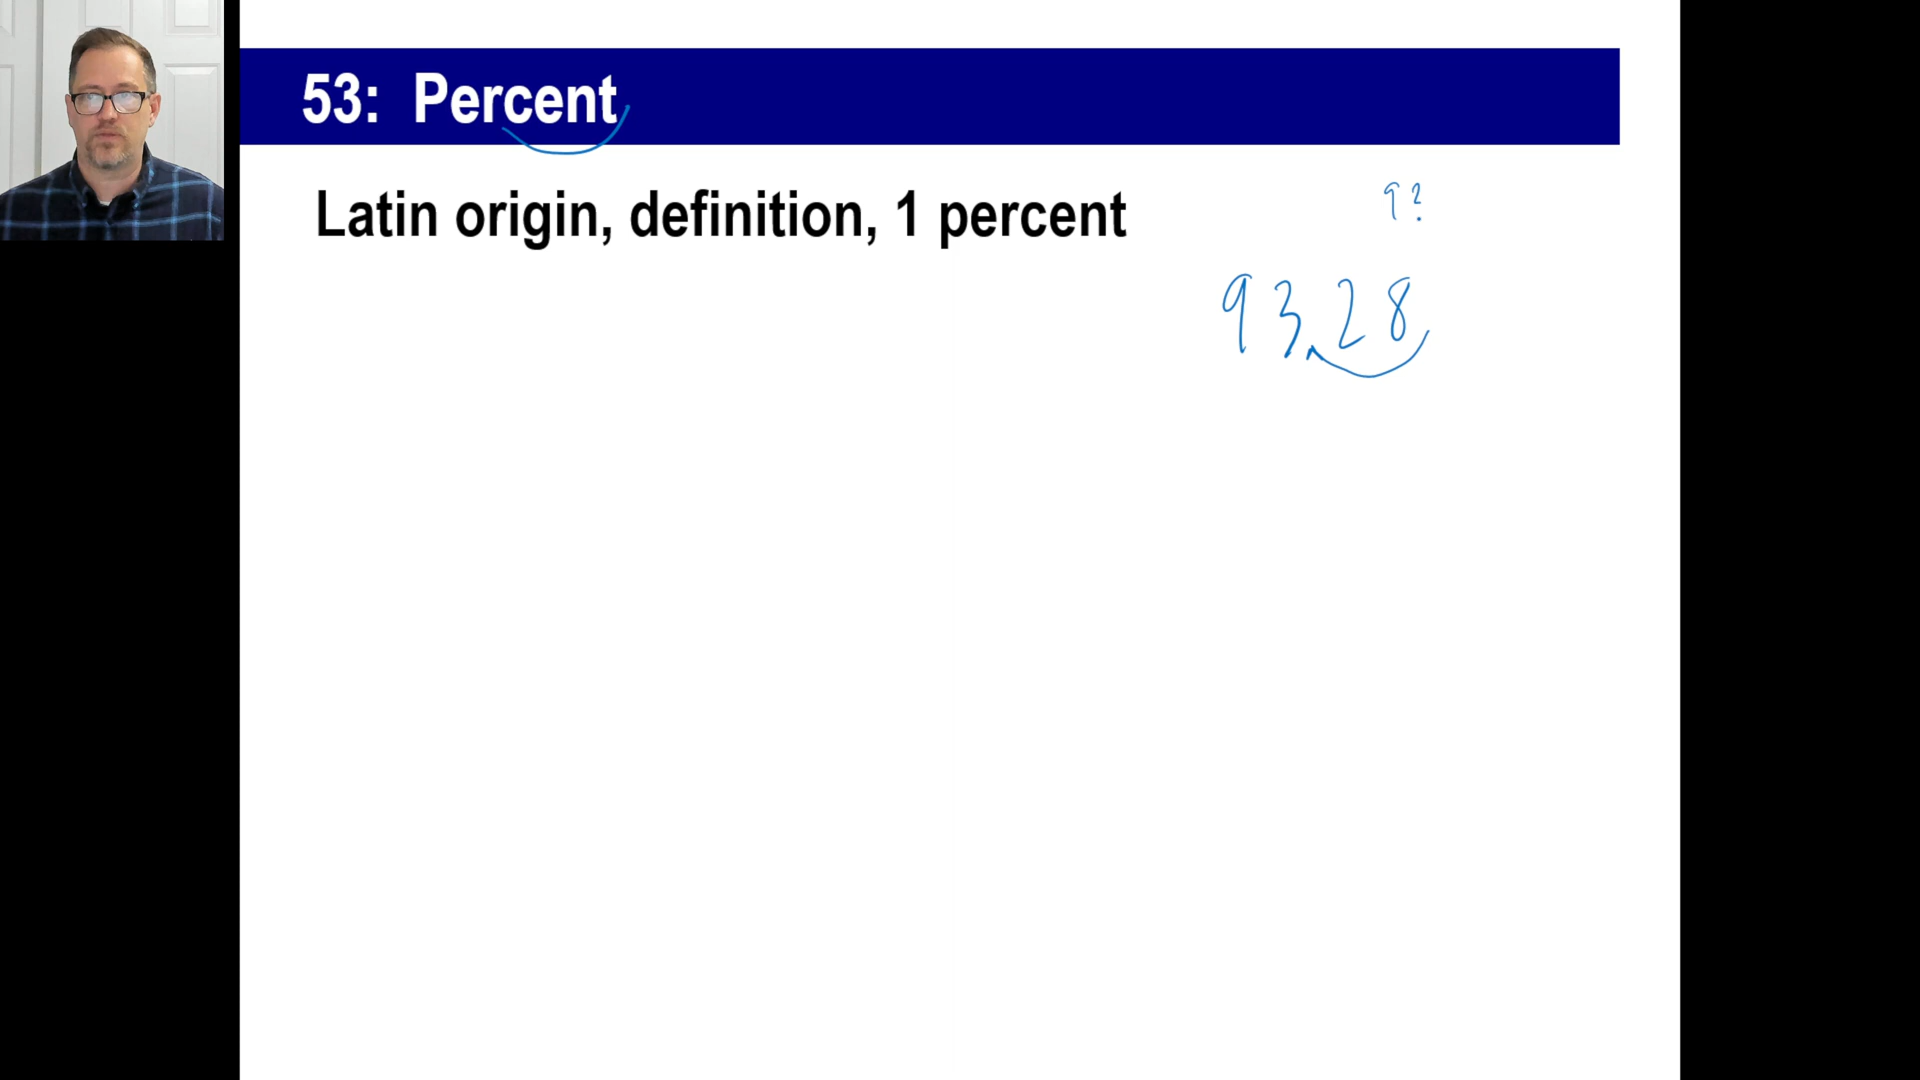 53: Percent
Latin origin, definition, 1 percent
9?
93.28